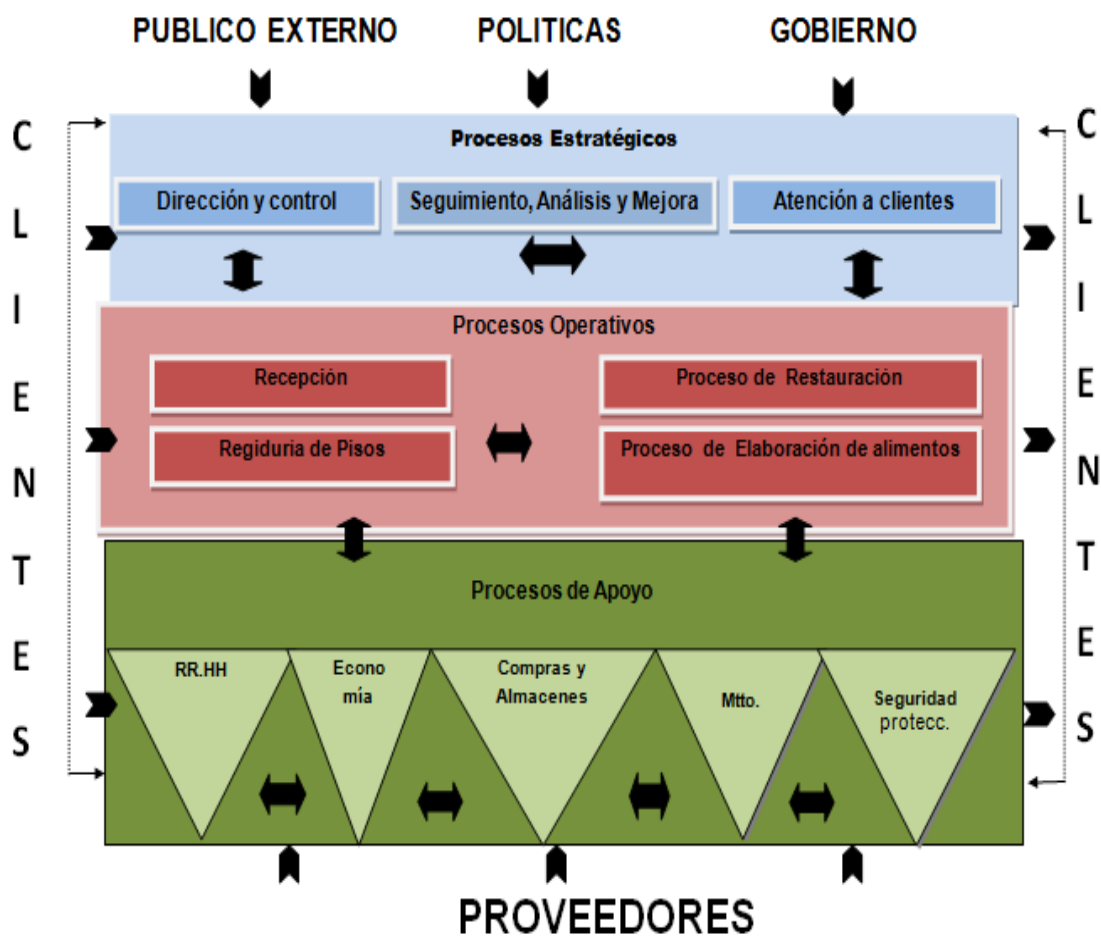 PUBLICO EXTERNO
POLITICAS
GOBIERNO
CLIENTES
Procesos Estratégicos
Dirección y control
Seguimiento, Análisis y Mejora
Atención a clientes
Procesos Operativos
Recepción
Proceso de Restauración
Regiduria de Pisos
Proceso de Elaboración de alimentos
Procesos de Apoyo
RR.HH
Econo
mía
Compras y
Almacenes
Mtto.
Seguridad
protecc.
CLIENTES
PROVEEDORES